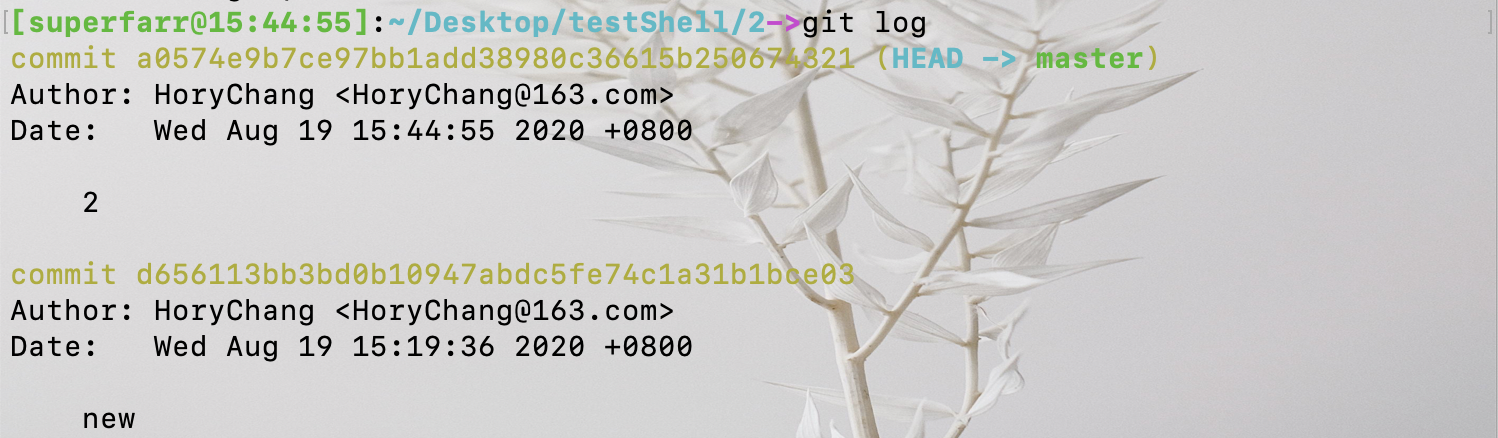 [[superfarr@15:44:55]:~/Desktop/testShell/2->git log ]
commit a0574e9b7ce97bb1add38980c36615b250674321 (HEAD -> master)
Author: HoryChang <HoryChang@163.com>
Date:   Wed Aug 19 15:44:55 2020 +0800
2
commit d656113bb3bd0b10947abdc5fe74c1a31b1bce03
Author: HoryChang <HoryChang@163.com>
Date:   Wed Aug 19 15:19:36 2020 +0800
new